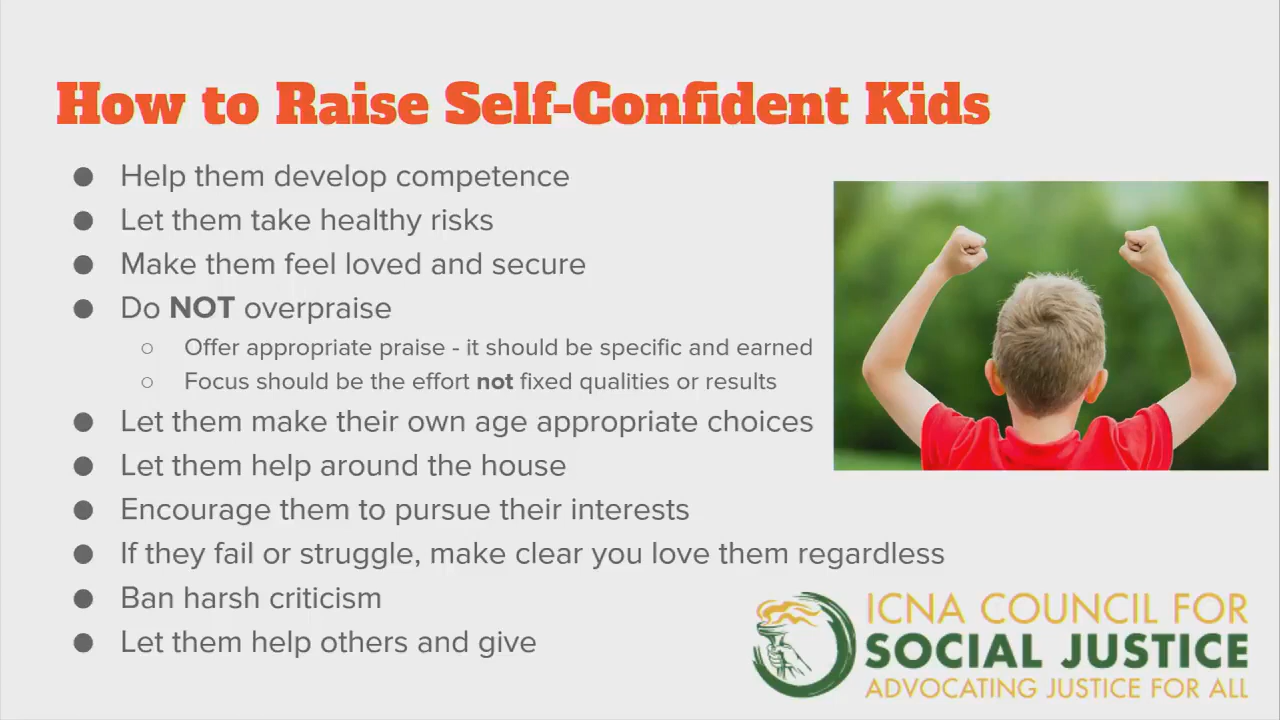 How to Raise Self-Confident Kids
● Help them develop competence
● Let them take healthy risks
● Make them feel loved and secure
● Do NOT overpraise
○ Offer appropriate praise - it should be specific and earned
○ Focus should be the effort not fixed qualities or results
● Let them make their own age appropriate choices
● Let them help around the house
● Encourage them to pursue their interests
● If they fail or struggle, make clear you love them regardless
● Ban harsh criticism
● Let them help others and give
ICNA COUNCIL FOR
SOCIAL JUSTICE
ADVOCATING JUSTICE FOR ALL